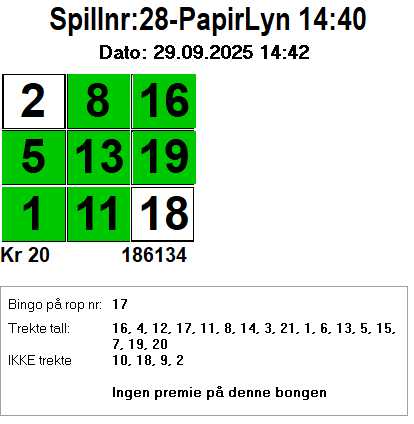 Spillnr:28-PapirLyn 14:40
Dato: 29.09.2025 14:42
2 8 16
5 13 19
1 11 18
Kr 20 186134
Bingo på rop nr: 17
Trekte tall: 16, 4, 12, 17, 11, 8, 14, 3, 21, 1, 6, 13, 5, 15,
7, 19, 20
IKKE trekte 10, 18, 9, 2
Ingen premie på denne bongen